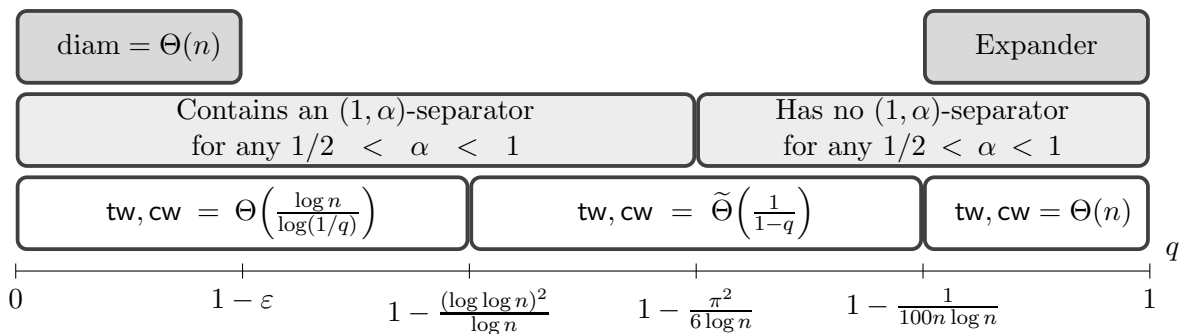 diam = Θ(n)
Expander
Contains an (1, α)-separator
for any 1/2 < α < 1
Has no (1, α)-separator
for any 1/2 < α < 1
tw, cw = Θ(log n / log(1/q))
tw, cw = Θ̃(1 / 1−q)
tw, cw = Θ(n)
q
0
1 − ε
1 − (log log n)² / log n
1 − π² / 6 log n
1 − 1 / 100n log n
1